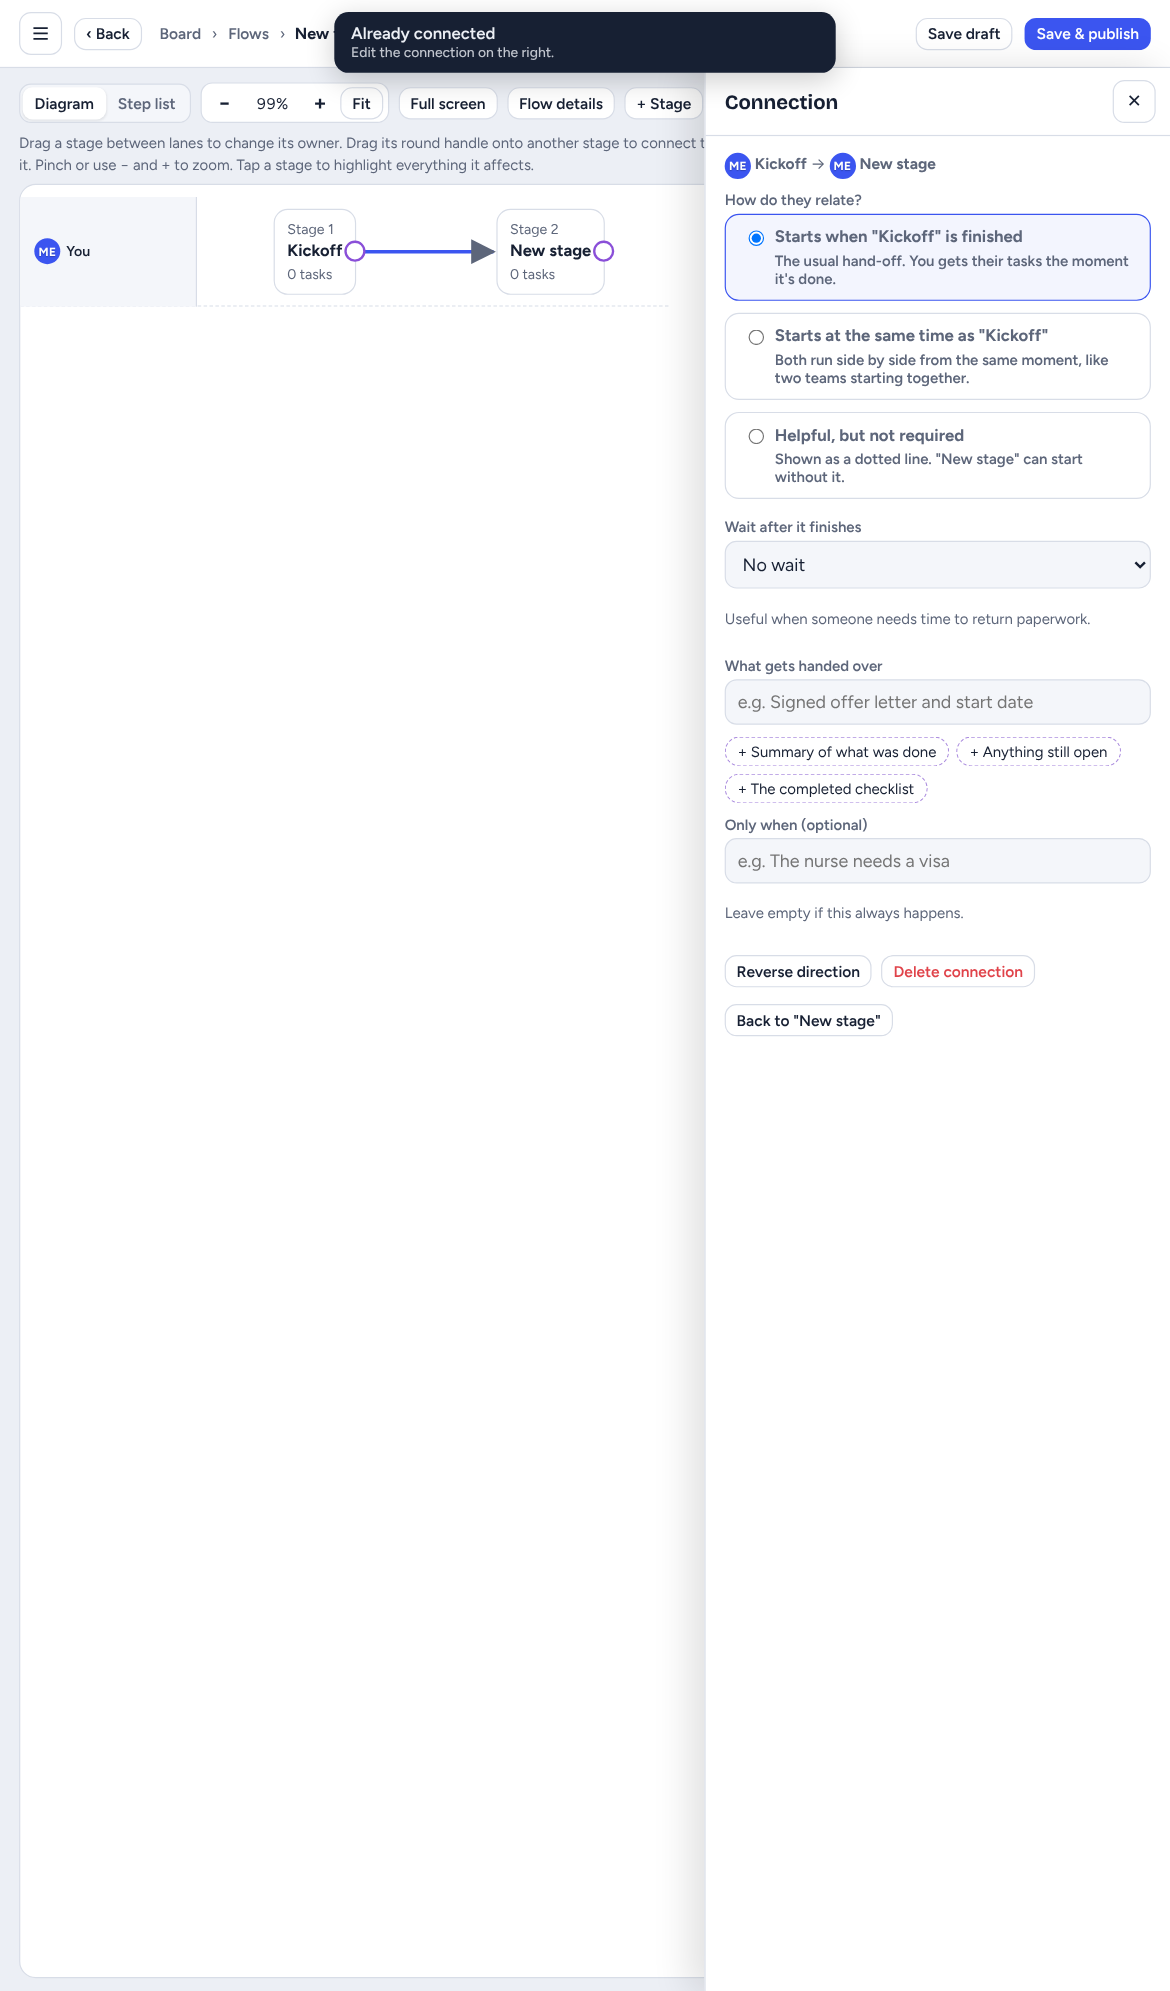 ‹ Back
Board › Flows › New
Already connected
Edit the connection on the right.
Save draft
Save & publish
Diagram
Step list
− 99% + Fit
Full screen
Flow details
+ Stage
Drag a stage between lanes to change its owner. Drag its round handle onto another stage to connect
it. Pinch or use − and + to zoom. Tap a stage to highlight everything it affects.
ME You
Stage 1
Kickoff
0 tasks
Stage 2
New stage
0 tasks
Connection
✕
ME Kickoff → ME New stage
How do they relate?
Starts when "Kickoff" is finished
The usual hand-off. You gets their tasks the moment
it's done.
Starts at the same time as "Kickoff"
Both run side by side from the same moment, like
two teams starting together.
Helpful, but not required
Shown as a dotted line. "New stage" can start
without it.
Wait after it finishes
No wait
Useful when someone needs time to return paperwork.
What gets handed over
e.g. Signed offer letter and start date
+ Summary of what was done
+ Anything still open
+ The completed checklist
Only when (optional)
e.g. The nurse needs a visa
Leave empty if this always happens.
Reverse direction
Delete connection
Back to "New stage"